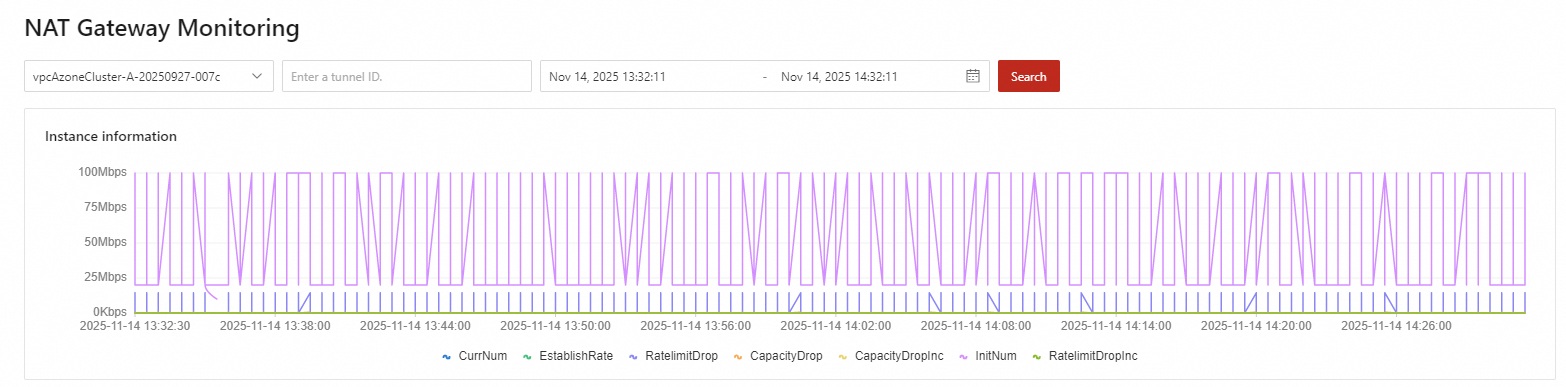 NAT Gateway Monitoring
vpcAzoneCluster-A-20250927-007c Enter a tunnel ID. Nov 14, 2025 13:32:11 - Nov 14, 2025 14:32:11 Search
Instance information
100Mbps
75Mbps
50Mbps
25Mbps
0Kbps
2025-11-14 13:32:30 2025-11-14 13:38:00 2025-11-14 13:44:00 2025-11-14 13:50:00 2025-11-14 13:56:00 2025-11-14 14:02:00 2025-11-14 14:08:00 2025-11-14 14:14:00 2025-11-14 14:20:00 2025-11-14 14:26:00
CurrNum EstablishRate RatelimitDrop CapacityDrop CapacityDropInc InitNum RatelimitDropInc